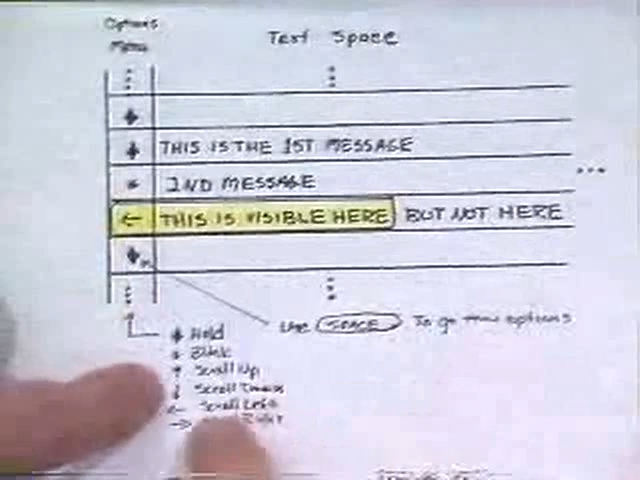 Options
Menu
Text Space
THIS IS THE 1ST MESSAGE
* 2ND MESSAGE
...
← THIS IS VISIBLE HERE BUT NOT HERE
Use SPACE To go thru options
Hold
* Blink
↑ Scroll Up
↓ Scroll Down
← Scroll Left
→